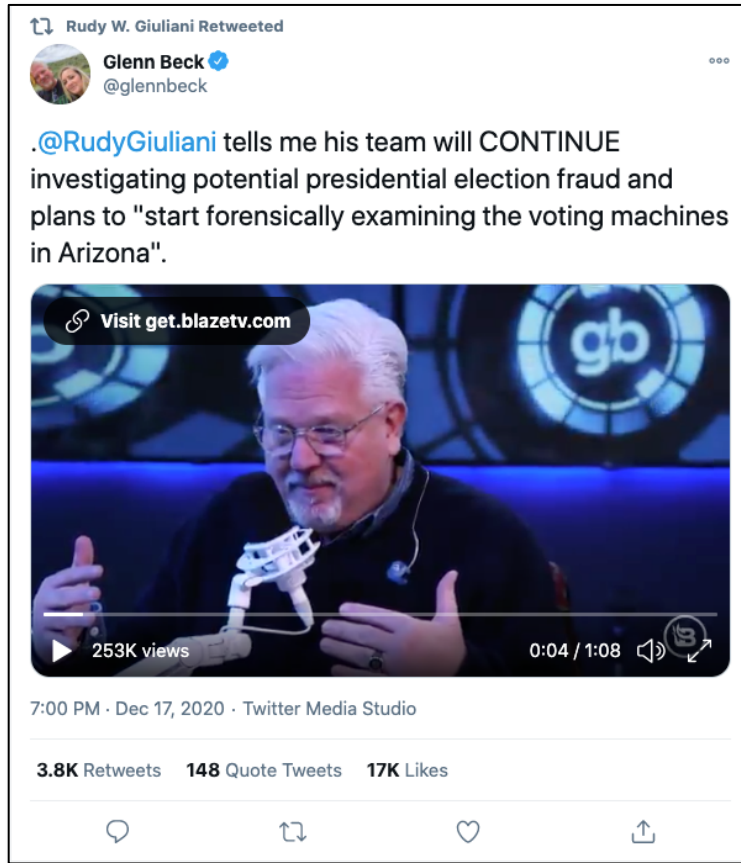 Rudy W. Giuliani Retweeted
Glenn Beck
@glennbeck
.@RudyGiuliani tells me his team will CONTINUE
investigating potential presidential election fraud and
plans to "start forensically examining the voting machines
in Arizona".
Visit get.blazetv.com
gb
253K views
0:04 / 1:08
B
7:00 PM · Dec 17, 2020 · Twitter Media Studio
3.8K Retweets 148 Quote Tweets 17K Likes